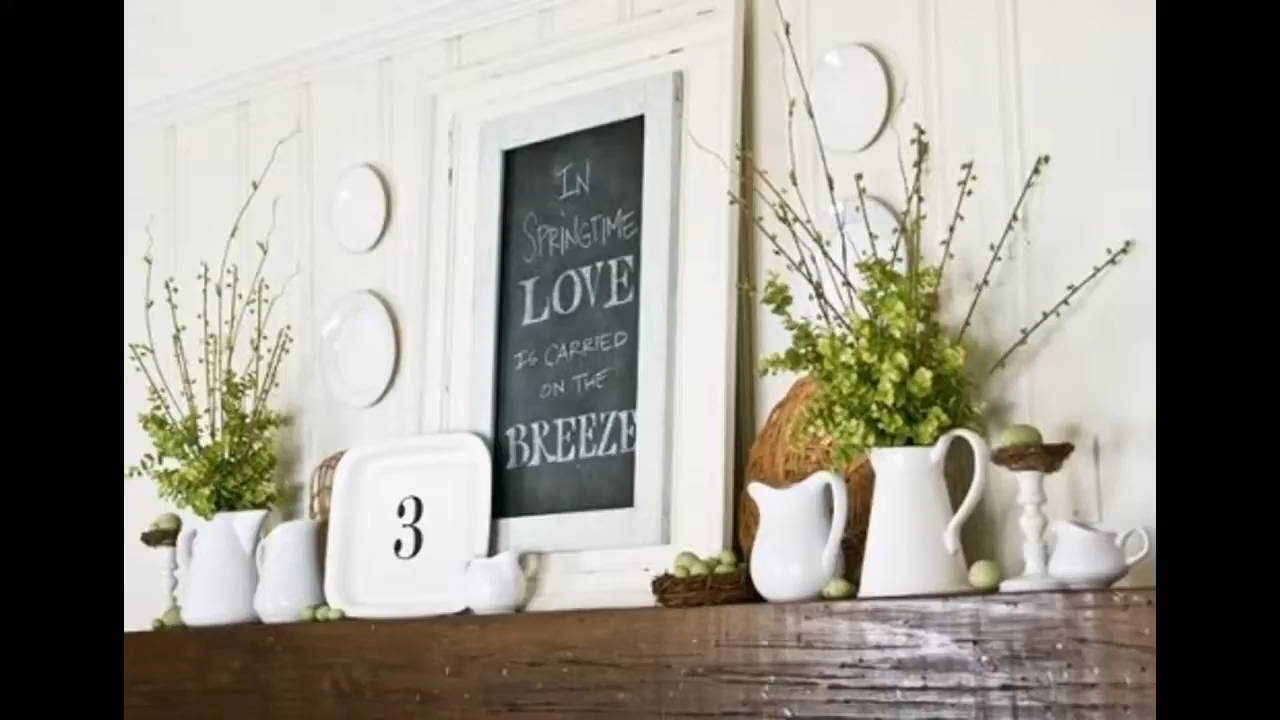 IN
SPRINGTIME
LOVE
IS CARRIED
ON THE
BREEZE
3